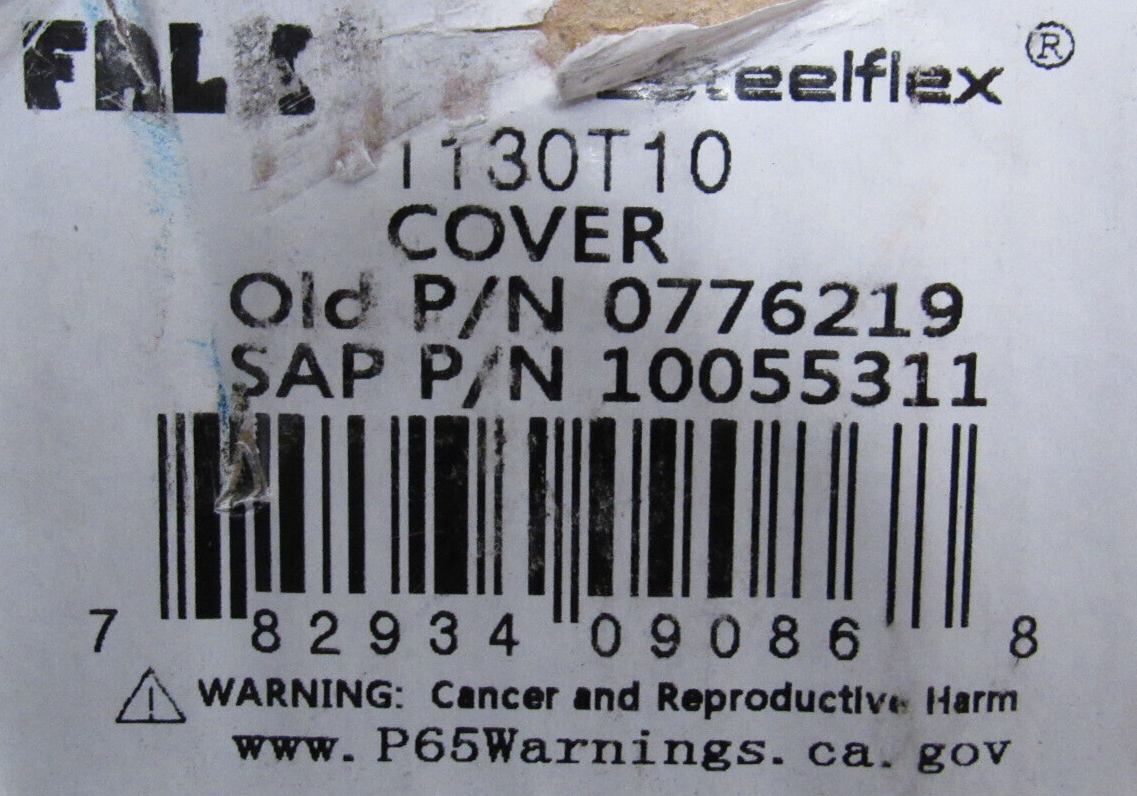 FALK Steelflex ®
1130T10
COVER
Old P/N 0776219
SAP P/N 10055311
7 82934 09086 8
WARNING: Cancer and Reproductive Harm
www.P65Warnings.ca.gov